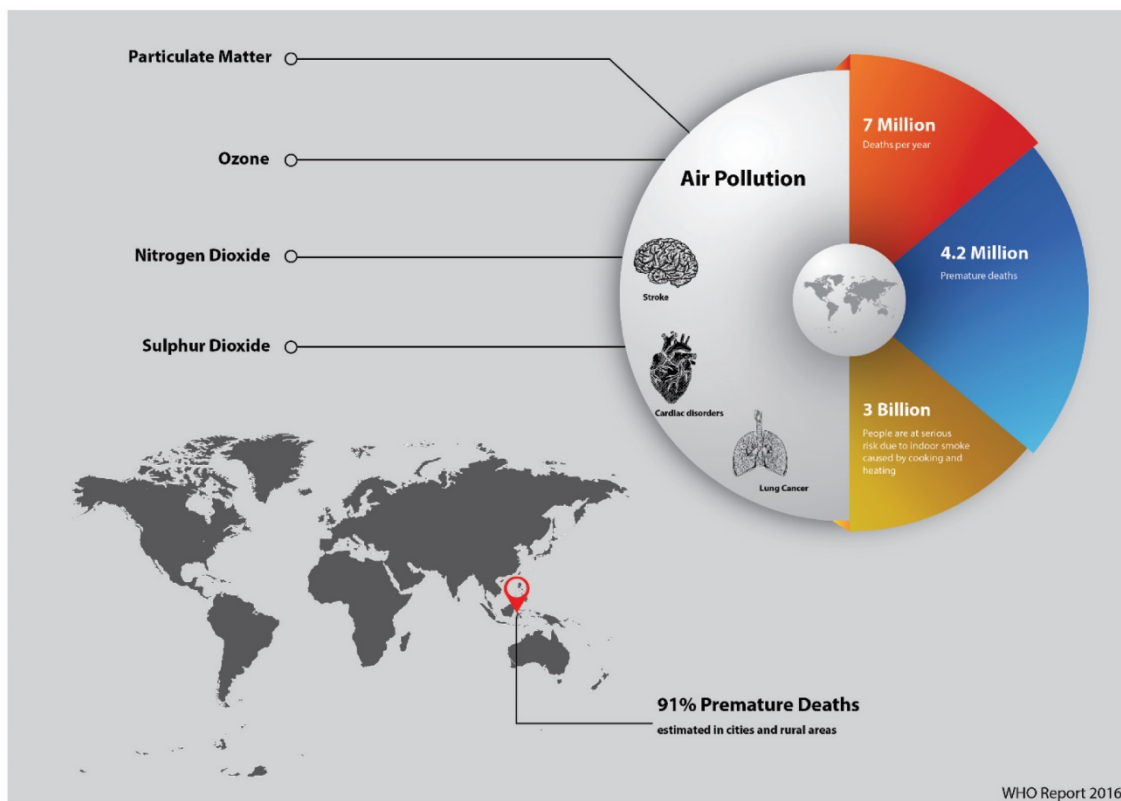 Particulate Matter
Ozone
Nitrogen Dioxide
Sulphur Dioxide
Air Pollution
Stroke
Cardiac disorders
Lung Cancer
7 Million
Deaths per year
4.2 Million
Premature deaths
3 Billion
People are at serious
risk due to indoor smoke
caused by cooking and
heating
91% Premature Deaths
estimated in cities and rural areas
WHO Report 2016